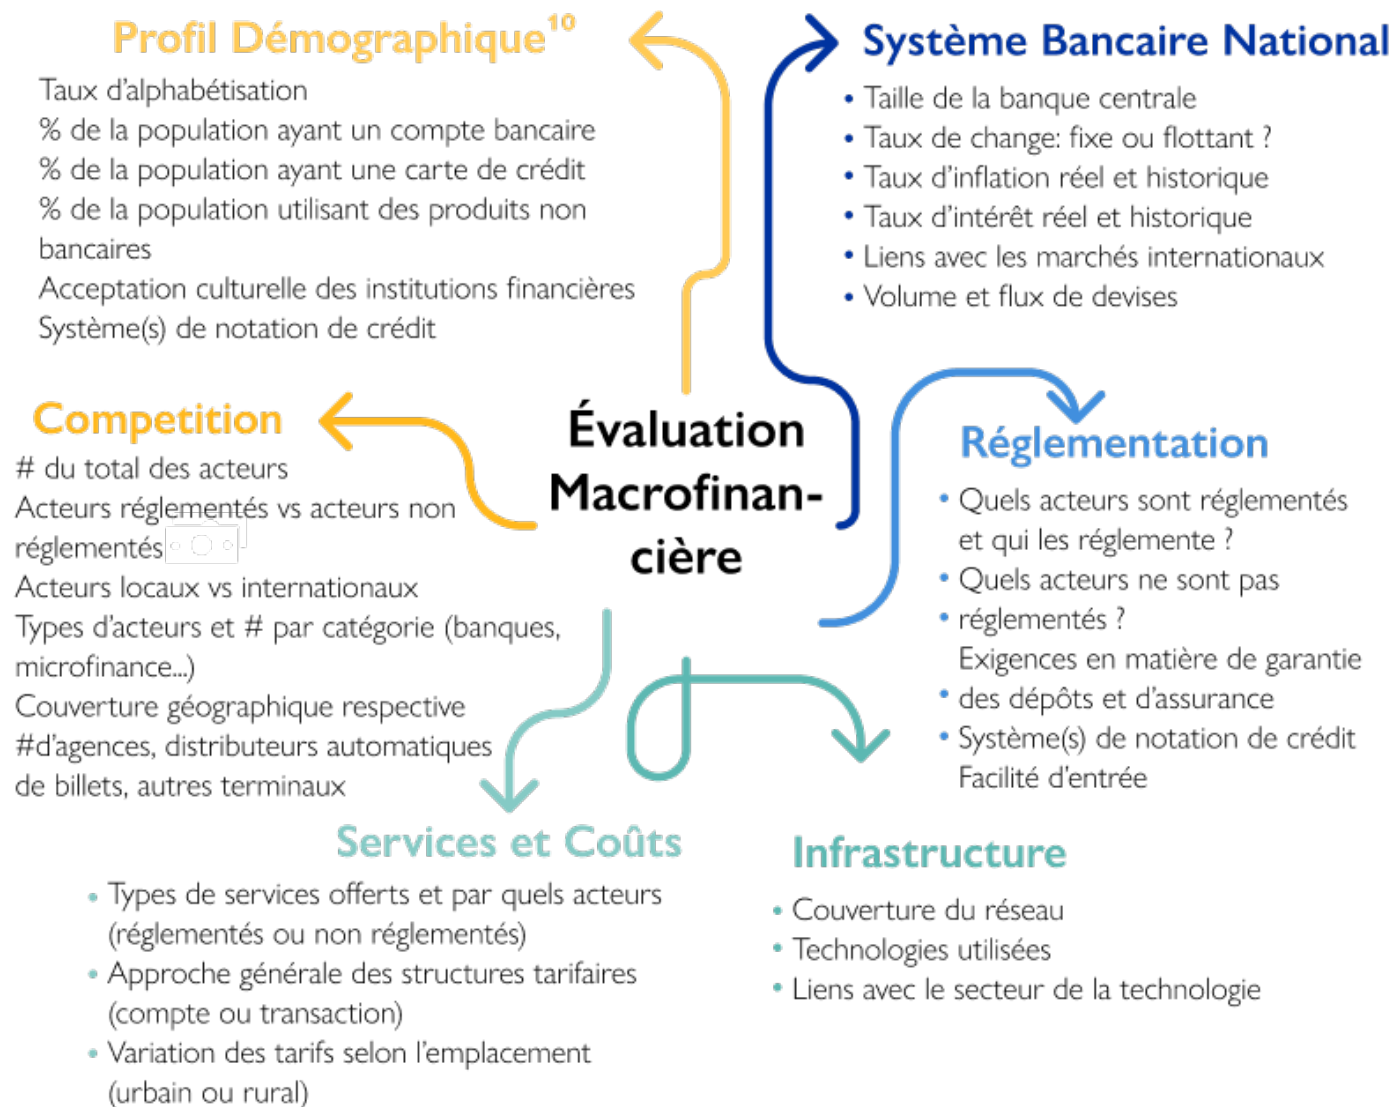 Profil Démographique¹⁰
Taux d’alphabétisation
% de la population ayant un compte bancaire
% de la population ayant une carte de crédit
% de la population utilisant des produits non
bancaires
Acceptation culturelle des institutions financières
Système(s) de notation de crédit
Système Bancaire National
• Taille de la banque centrale
• Taux de change: fixe ou flottant ?
• Taux d’inflation réel et historique
• Taux d’intérêt réel et historique
• Liens avec les marchés internationaux
• Volume et flux de devises
Competition
# du total des acteurs
Acteurs réglementés vs acteurs non
réglementés
Acteurs locaux vs internationaux
Types d’acteurs et # par catégorie (banques,
microfinance...)
Couverture géographique respective
#d’agences, distributeurs automatiques
de billets, autres terminaux
Évaluation
Macrofinan-
cière
Réglementation
• Quels acteurs sont réglementés
et qui les réglemente ?
• Quels acteurs ne sont pas
• réglementés ?
Exigences en matière de garantie
• des dépôts et d’assurance
• Système(s) de notation de crédit
Facilité d’entrée
Services et Coûts
• Types de services offerts et par quels acteurs
(réglementés ou non réglementés)
• Approche générale des structures tarifaires
(compte ou transaction)
• Variation des tarifs selon l’emplacement
(urbain ou rural)
Infrastructure
• Couverture du réseau
• Technologies utilisées
• Liens avec le secteur de la technologie